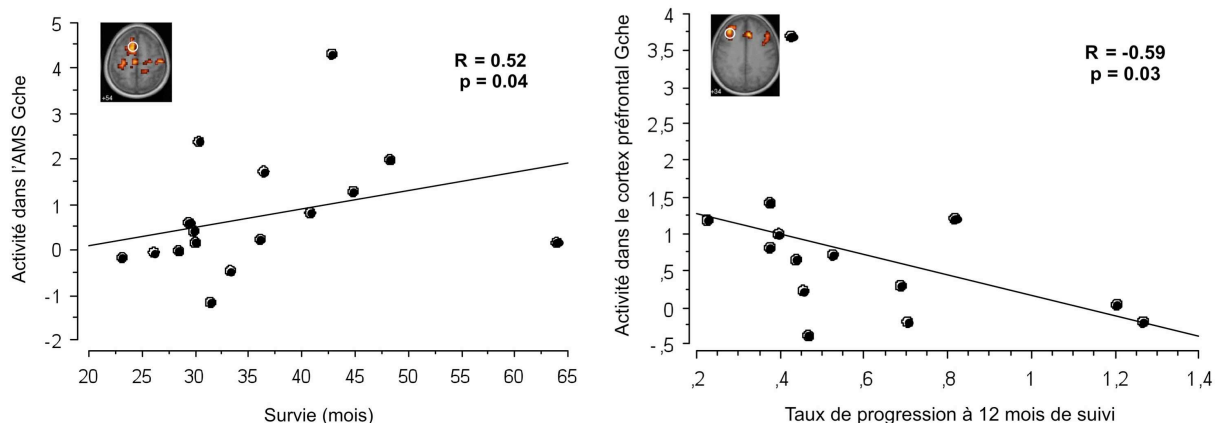 Activité dans l'AMS Gche
5
4
3
2
1
0
-1
-2
+54
R = 0.52
p = 0.04
20 25 30 35 40 45 50 55 60 65
Survie (mois)
Activité dans le cortex préfrontal Gche
4
3,5
3
2,5
2
1,5
1
,5
0
-,5
+34
R = -0.59
p = 0.03
,2 ,4 ,6 ,8 1 1,2 1,4
Taux de progression à 12 mois de suivi